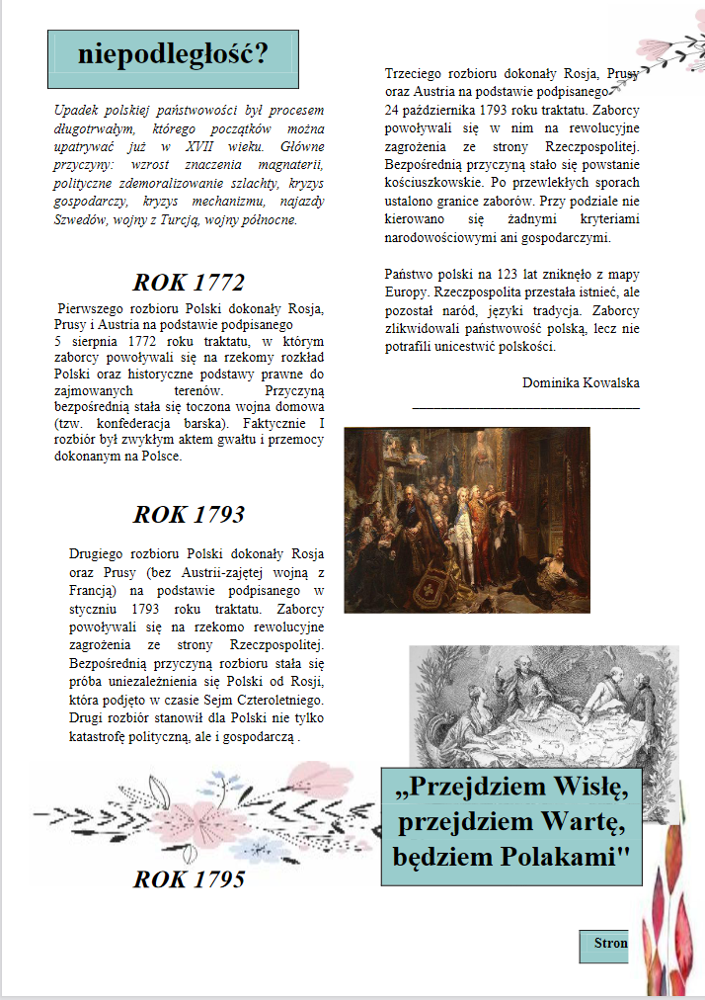 niepodległość?
Upadek polskiej państwowości był procesem
długotrwałym, którego początków można
upatrywać już w XVII wieku. Główne
przyczyny: wzrost znaczenia magnaterii,
polityczne zdemoralizowanie szlachty, kryzys
gospodarczy, kryzys mechanizmu, najazdy
Szwedów, wojny z Turcją, wojny północne.
ROK 1772
Pierwszego rozbioru Polski dokonały Rosja,
Prusy i Austria na podstawie podpisanego
5 sierpnia 1772 roku traktatu, w którym
zaborcy powoływali się na rzekomy rozkład
Polski oraz historyczne podstawy prawne do
zajmowanych terenów. Przyczyną
bezpośrednią stała się toczona wojna domowa
(tzw. konfederacja barska). Faktycznie I
rozbiór był zwykłym aktem gwałtu i przemocy
dokonanym na Polsce.
ROK 1793
Drugiego rozbioru Polski dokonały Rosja
oraz Prusy (bez Austrii-zajętej wojną z
Francją) na podstawie podpisanego w
styczniu 1793 roku traktatu. Zaborcy
powoływali się na rzekomo rewolucyjne
zagrożenia ze strony Rzeczpospolitej.
Bezpośrednią przyczyną rozbioru stała się
próba uniezależnienia się Polski od Rosji,
która podjęto w czasie Sejm Czteroletniego.
Drugi rozbiór stanowił dla Polski nie tylko
katastrofę polityczną, ale i gospodarczą .
ROK 1795
Trzeciego rozbioru dokonały Rosja, Prusy
oraz Austria na podstawie podpisanego
24 października 1793 roku traktatu. Zaborcy
powoływali się w nim na rewolucyjne
zagrożenia ze strony Rzeczpospolitej.
Bezpośrednią przyczyną stało się powstanie
kościuszkowskie. Po przewlekłych sporach
ustalono granice zaborów. Przy podziale nie
kierowano się żadnymi kryteriami
narodowościowymi ani gospodarczymi.
Państwo polski na 123 lat zniknęło z mapy
Europy. Rzeczpospolita przestała istnieć, ale
pozostał naród, języki tradycja. Zaborcy
zlikwidowali państwowość polską, lecz nie
potrafili unicestwić polskości.
Dominika Kowalska
„Przejdziem Wisłę,
przejdziem Wartę,
będziem Polakami"
Stron